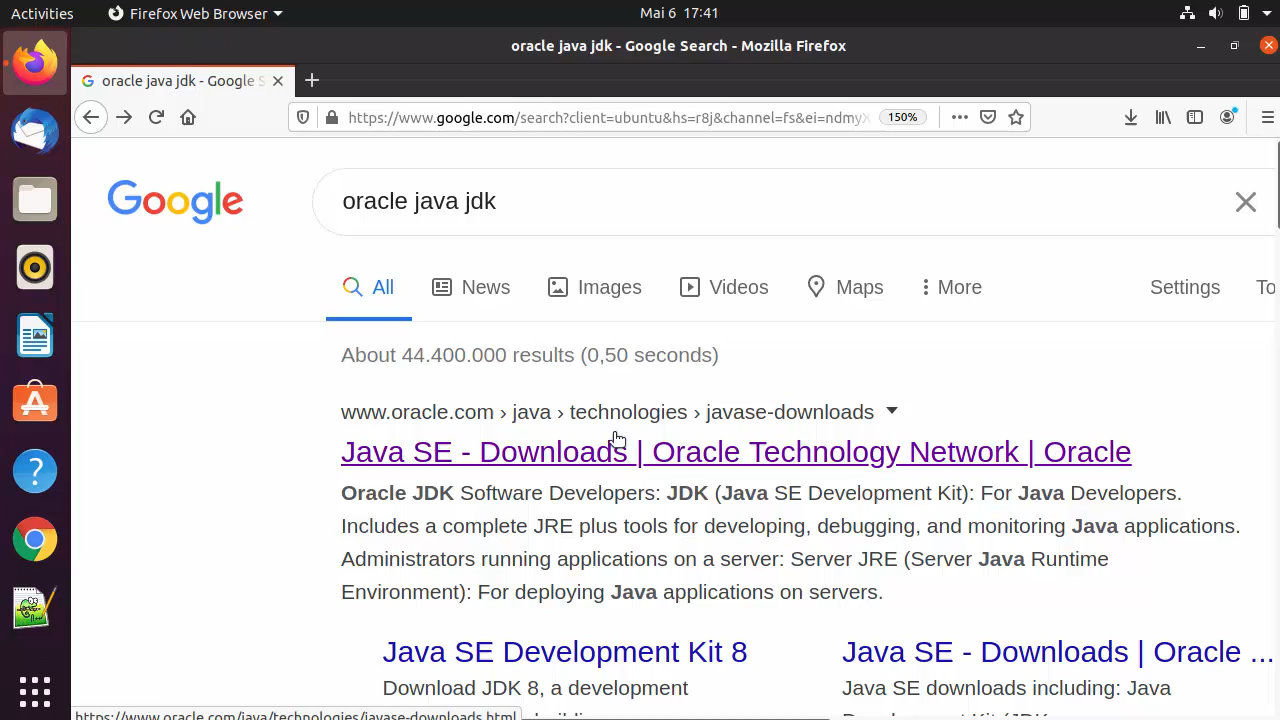 Activities
Firefox Web Browser
Mai 6 17:41
oracle java jdk - Google Search - Mozilla Firefox
oracle java jdk - Google S
https://www.google.com/search?client=ubuntu&hs=r8j&channel=fs&ei=ndmyX
150%
Google
oracle java jdk
All
News
Images
Videos
Maps
More
Settings
To
About 44.400.000 results (0,50 seconds)
www.oracle.com › java › technologies › javase-downloads
Java SE - Downloads | Oracle Technology Network | Oracle
Oracle JDK Software Developers: JDK (Java SE Development Kit): For Java Developers.
Includes a complete JRE plus tools for developing, debugging, and monitoring Java applications.
Administrators running applications on a server: Server JRE (Server Java Runtime
Environment): For deploying Java applications on servers.
Java SE Development Kit 8
Java SE - Downloads | Oracle ...
Download JDK 8, a development
Java SE downloads including: Java
https://www.oracle.com/java/technologies/javase-downloads.html